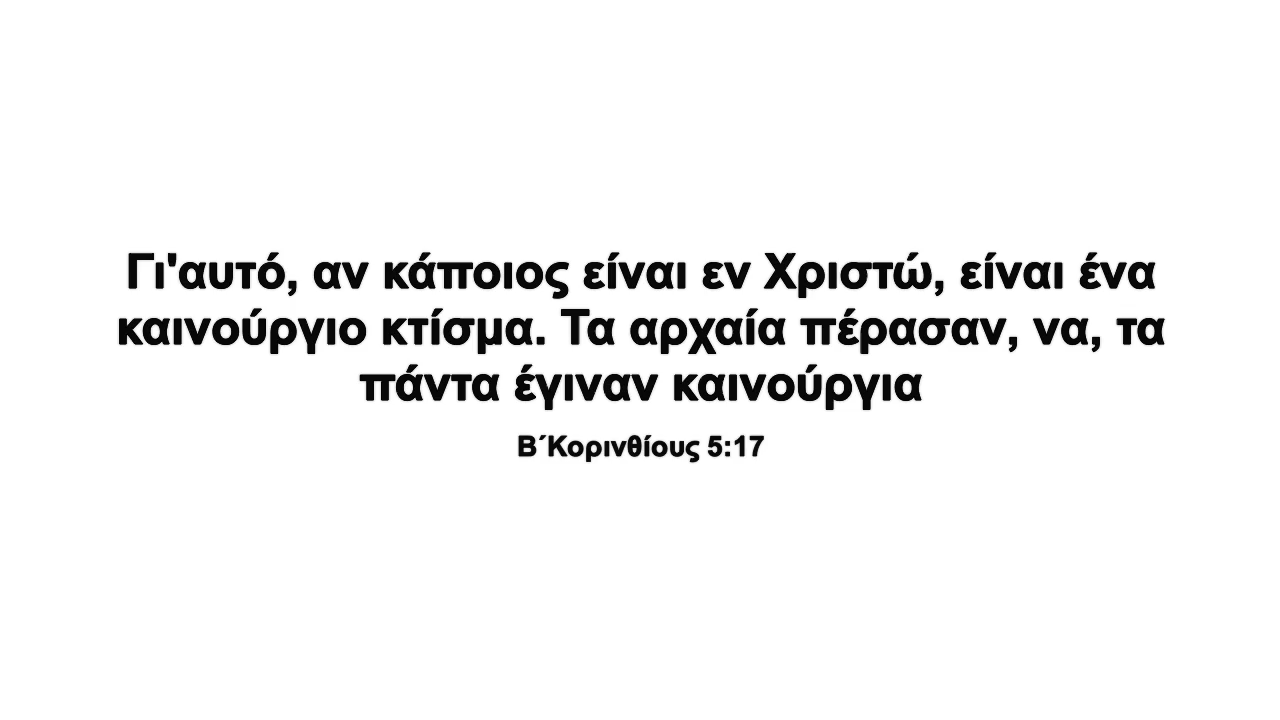 Γι'αυτό, αν κάποιος είναι εν Χριστώ, είναι ένα
καινούργιο κτίσμα. Τα αρχαία πέρασαν, να, τα
πάντα έγιναν καινούργια
Β΄Κορινθίους 5:17